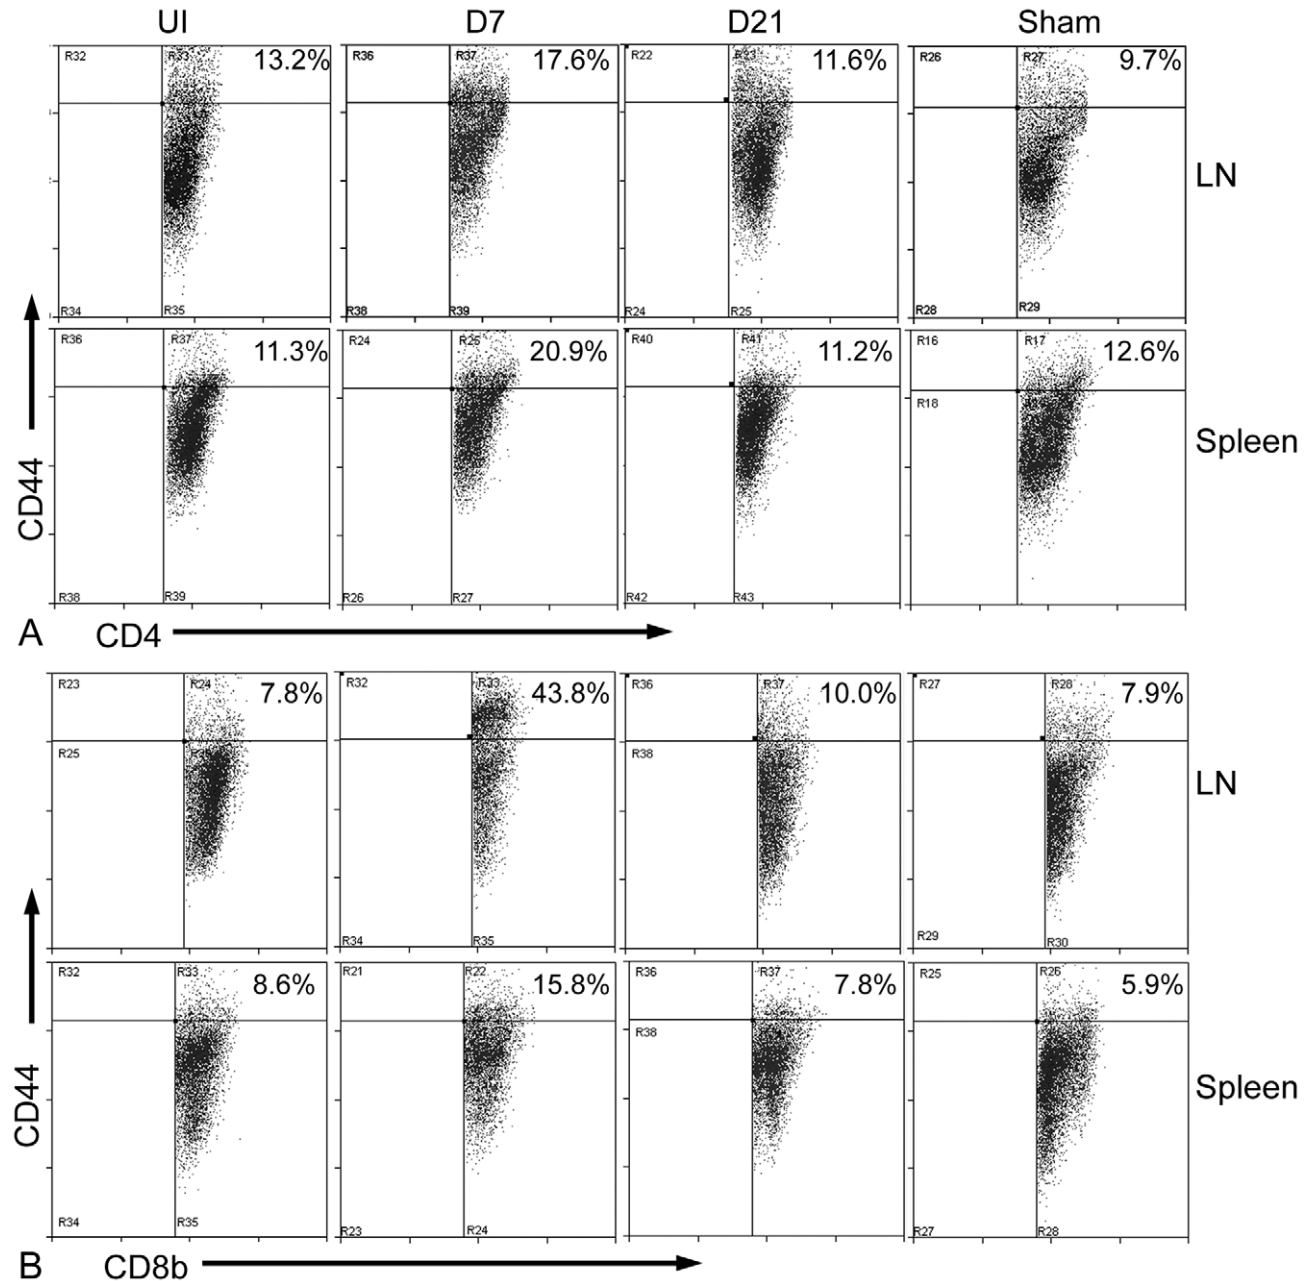 UI D7 D21 Sham
R32 R33 13.2% R36 R37 17.6% R22 11.6% R26 R27 9.7%
LN
R34 R35 R38 R39 R24 R25 R28 R29
R36 R37 11.3% R24 R25 20.9% R40 R41 11.2% R16 R17 12.6%
R18
Spleen
CD44
R38 R39 R26 R27 R42 R43
A CD4
R23 R24 7.8% R32 R33 43.8% R36 R37 10.0% R27 R28 7.9%
R25 R38
LN
R34 R35 R29 R30
R32 R33 8.6% R21 R22 15.8% R36 R37 7.8% R25 R26 5.9%
R38
Spleen
CD44
R34 R35 R23 R24 R27 R28
B CD8b